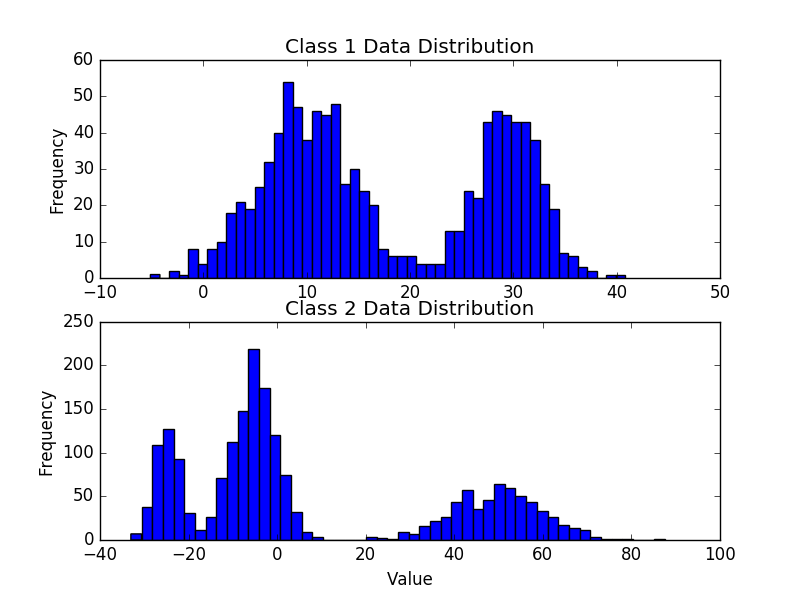 Class 1 Data Distribution
Frequency
60
50
40
30
20
10
0
−10 0 10 20 30 40 50
Class 2 Data Distribution
Frequency
250
200
150
100
50
0
−40 −20 0 20 40 60 80 100
Value